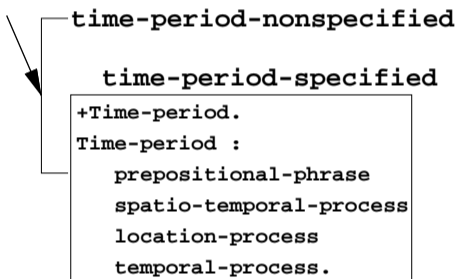 time-period-nonspecified
time-period-specified
+Time-period.
Time-period :
prepositional-phrase
spatio-temporal-process
location-process
temporal-process.